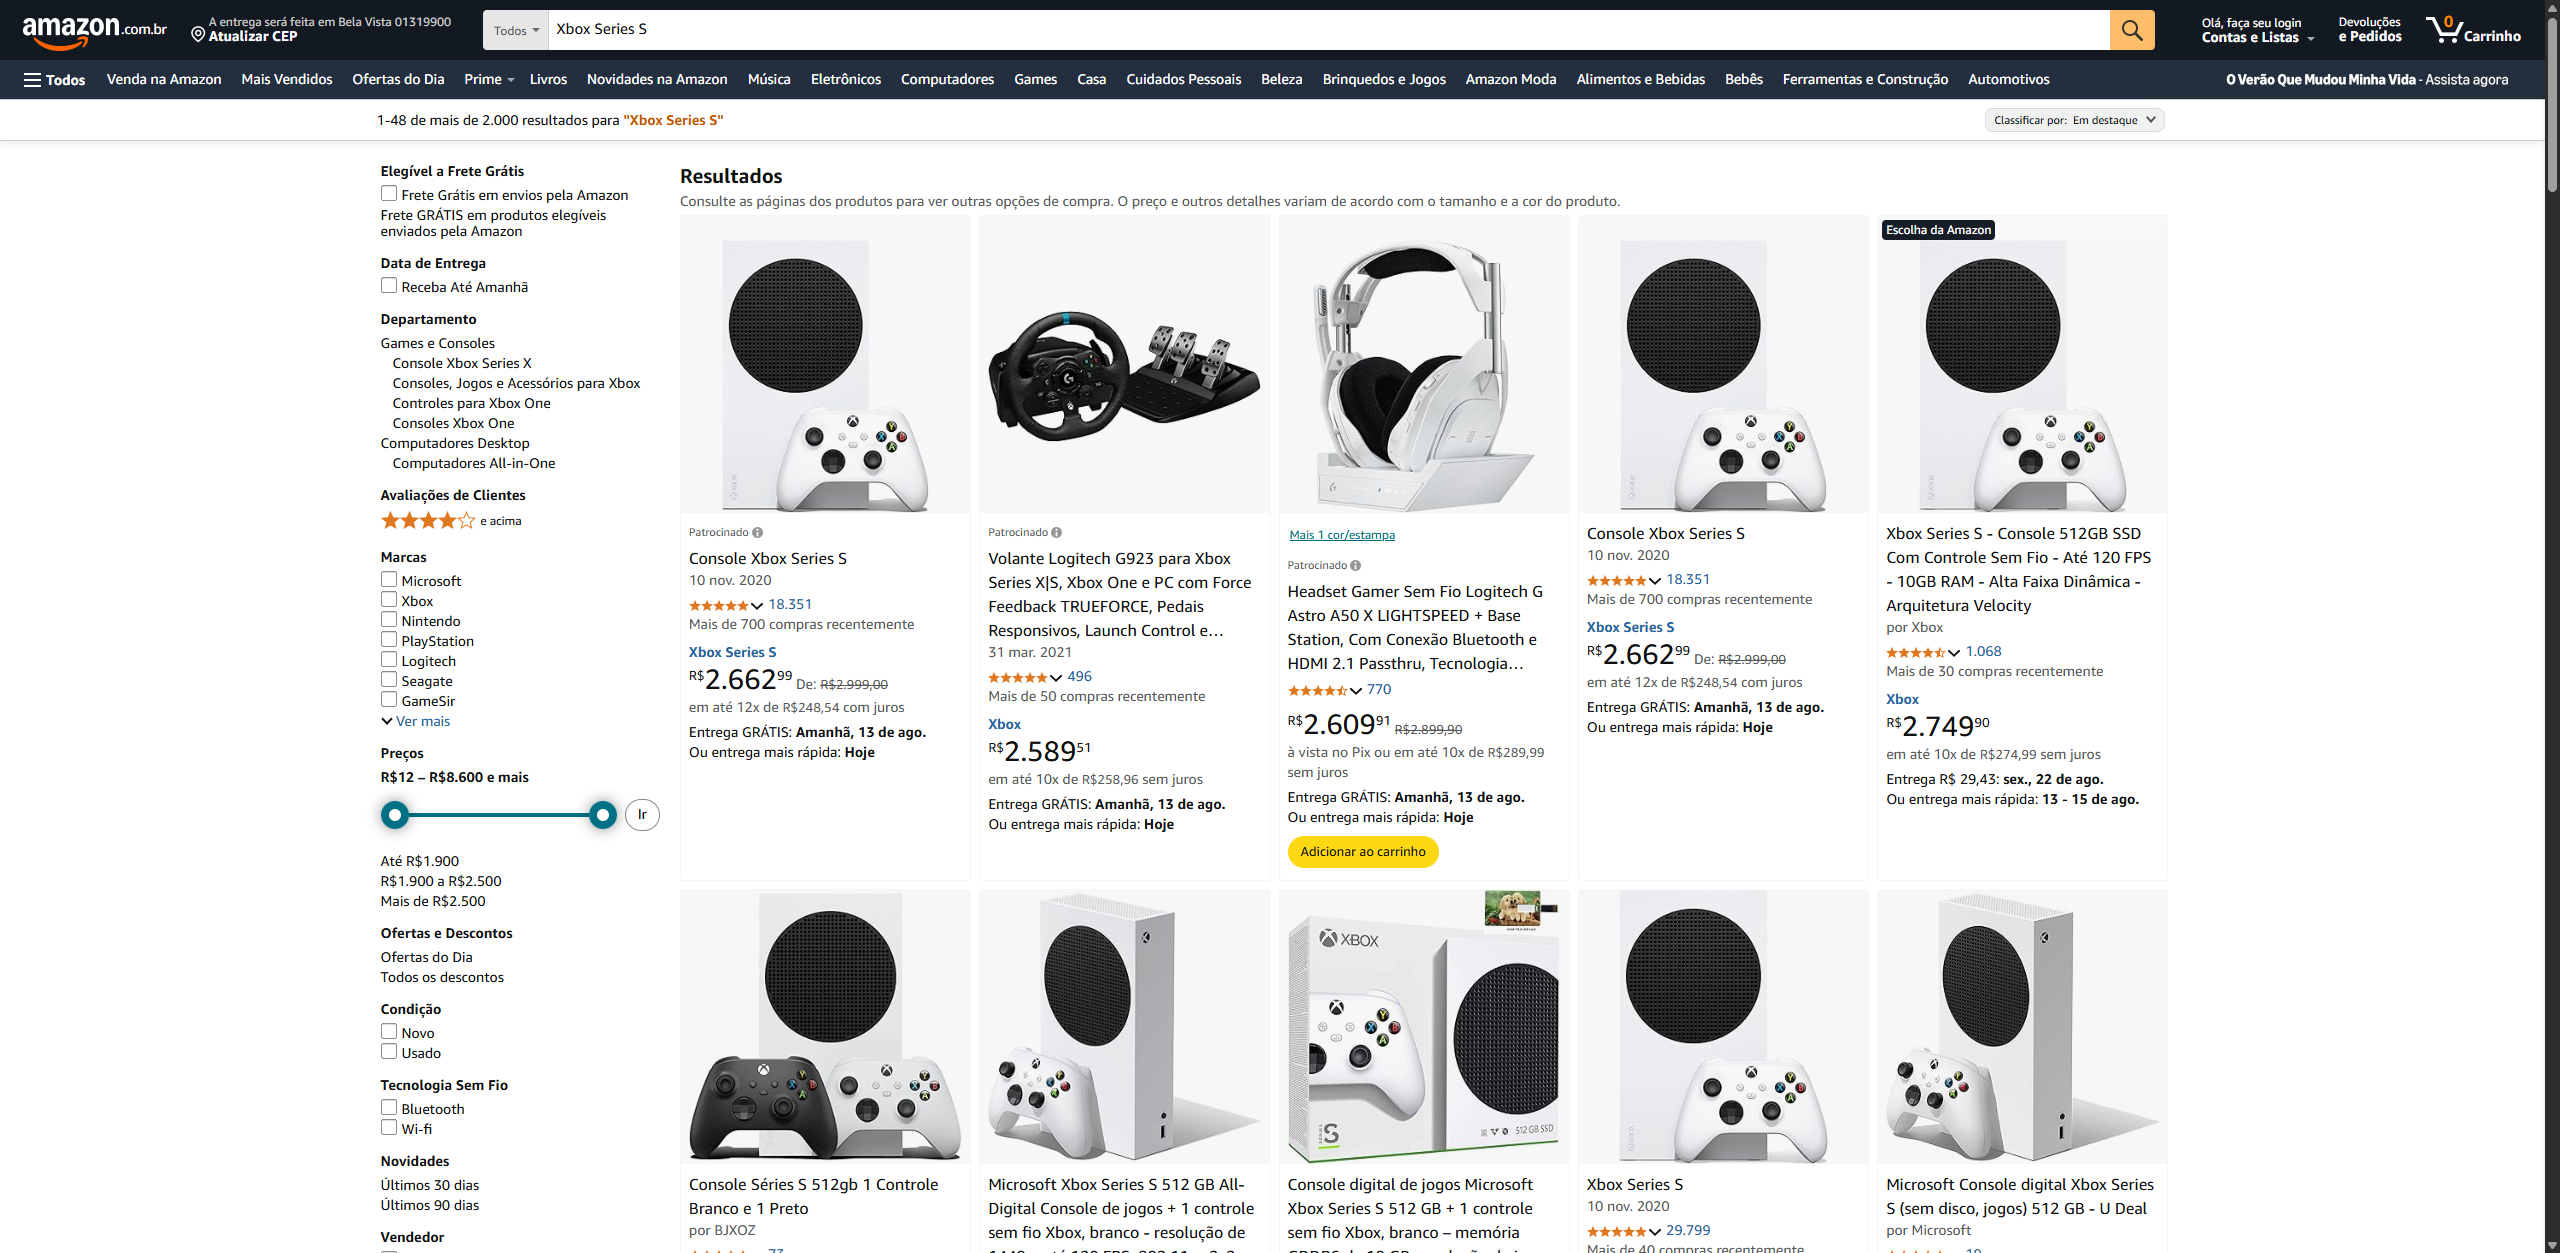 amazon.com.br
A entrega será feita em Bela Vista 01319900
Atualizar CEP
Todos
Xbox Series S
Olá, faça seu login
Contas e Listas
Devoluções
e Pedidos
0
Carrinho
Todos
Venda na Amazon
Mais Vendidos
Ofertas do Dia
Prime
Livros
Novidades na Amazon
Música
Eletrônicos
Computadores
Games
Casa
Cuidados Pessoais
Beleza
Brinquedos e Jogos
Amazon Moda
Alimentos e Bebidas
Bebês
Ferramentas e Construção
Automotivos
O Verão Que Mudou Minha Vida - Assista agora
1-48 de mais de 2.000 resultados para "Xbox Series S"
Classificar por: Em destaque
Elegível a Frete Grátis
Frete Grátis em envios pela Amazon
Frete GRÁTIS em produtos elegíveis
enviados pela Amazon
Data de Entrega
Receba Até Amanhã
Departamento
Games e Consoles
Console Xbox Series X
Consoles, Jogos e Acessórios para Xbox
Controles para Xbox One
Consoles Xbox One
Computadores Desktop
Computadores All-in-One
Avaliações de Clientes
e acima
Marcas
Microsoft
Xbox
Nintendo
PlayStation
Logitech
Seagate
GameSir
Ver mais
Preços
R$12 – R$8.600 e mais
Ir
Até R$1.900
R$1.900 a R$2.500
Mais de R$2.500
Ofertas e Descontos
Ofertas do Dia
Todos os descontos
Condição
Novo
Usado
Tecnologia Sem Fio
Bluetooth
Wi-fi
Novidades
Últimos 30 dias
Últimos 90 dias
Vendedor
Resultados
Consulte as páginas dos produtos para ver outras opções de compra. O preço e outros detalhes variam de acordo com o tamanho e a cor do produto.
Patrocinado
Console Xbox Series S
10 nov. 2020
18.351
Mais de 700 compras recentemente
Xbox Series S
R$2.662 99 De: R$2.999,00
em até 12x de R$248,54 com juros
Entrega GRÁTIS: Amanhã, 13 de ago.
Ou entrega mais rápida: Hoje
Patrocinado
Volante Logitech G923 para Xbox
Series X|S, Xbox One e PC com Force
Feedback TRUEFORCE, Pedais
Responsivos, Launch Control e…
31 mar. 2021
496
Mais de 50 compras recentemente
Xbox
R$2.589 51
em até 10x de R$258,96 sem juros
Entrega GRÁTIS: Amanhã, 13 de ago.
Ou entrega mais rápida: Hoje
Mais 1 cor/estampa
Patrocinado
Headset Gamer Sem Fio Logitech G
Astro A50 X LIGHTSPEED + Base
Station, Com Conexão Bluetooth e
HDMI 2.1 Passthru, Tecnologia…
770
R$2.609 91 R$2.899,90
à vista no Pix ou em até 10x de R$289,99
sem juros
Entrega GRÁTIS: Amanhã, 13 de ago.
Ou entrega mais rápida: Hoje
Adicionar ao carrinho
Console Xbox Series S
10 nov. 2020
18.351
Mais de 700 compras recentemente
Xbox Series S
R$2.662 99 De: R$2.999,00
em até 12x de R$248,54 com juros
Entrega GRÁTIS: Amanhã, 13 de ago.
Ou entrega mais rápida: Hoje
Escolha da Amazon
Xbox Series S - Console 512GB SSD
Com Controle Sem Fio - Até 120 FPS
- 10GB RAM - Alta Faixa Dinâmica -
Arquitetura Velocity
por Xbox
1.068
Mais de 30 compras recentemente
Xbox
R$2.749 90
em até 10x de R$274,99 sem juros
Entrega R$ 29,43: sex., 22 de ago.
Ou entrega mais rápida: 13 - 15 de ago.
Console Séries S 512gb 1 Controle
Branco e 1 Preto
por BJXOZ
Microsoft Xbox Series S 512 GB All-
Digital Console de jogos + 1 controle
sem fio Xbox, branco - resolução de
XBOX
SERIES S
512 GB SSD
Console digital de jogos Microsoft
Xbox Series S 512 GB + 1 controle
sem fio Xbox, branco – memória
Xbox Series S
10 nov. 2020
29.799
Mais de 40 compras recentemente
Microsoft Console digital Xbox Series
S (sem disco, jogos) 512 GB - U Deal
por Microsoft